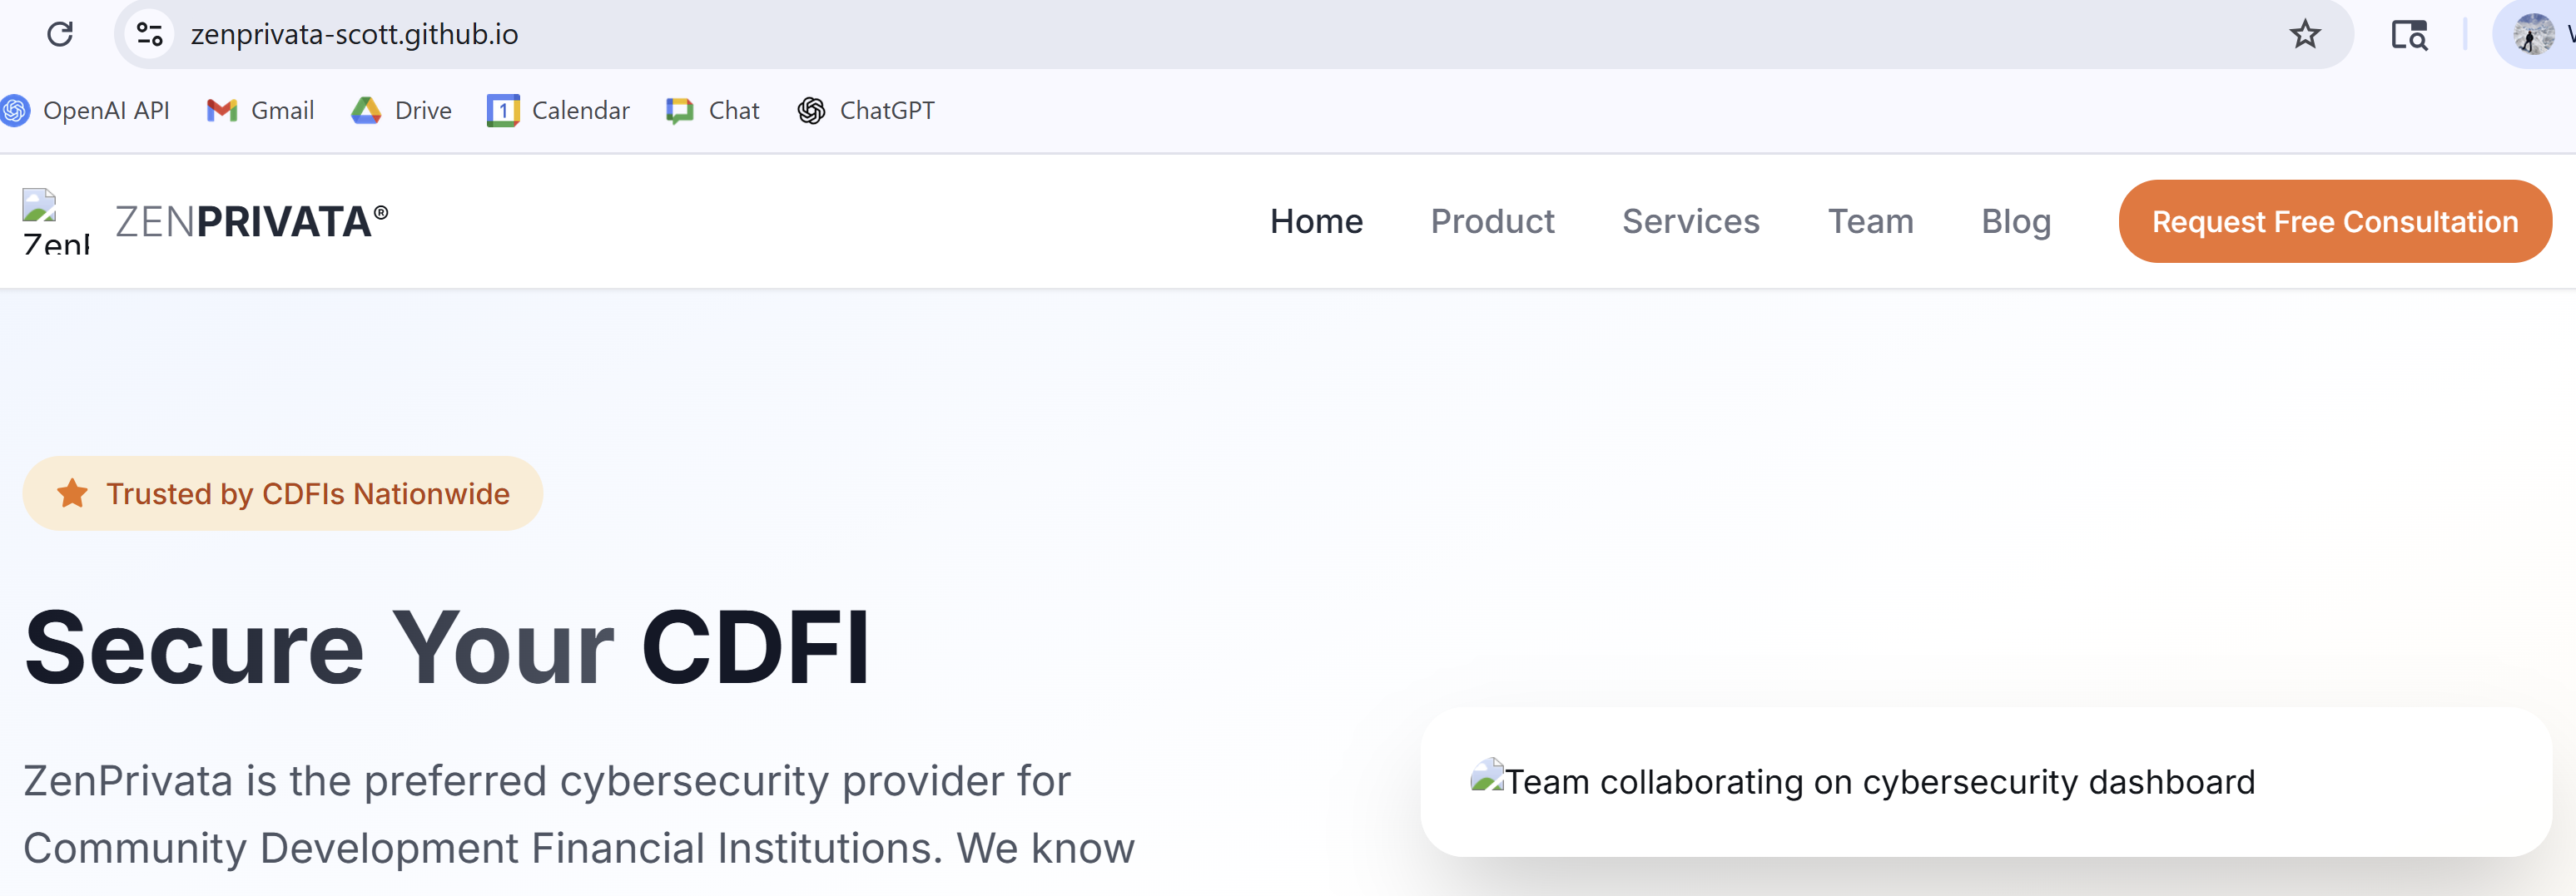 zenprivata-scott.github.io
OpenAI API Gmail Drive 1 Calendar Chat ChatGPT
ZENPRIVATA® Home Product Services Team Blog Request Free Consultation
Trusted by CDFIs Nationwide
Secure Your CDFI
ZenPrivata is the preferred cybersecurity provider for
Community Development Financial Institutions. We know
Team collaborating on cybersecurity dashboard